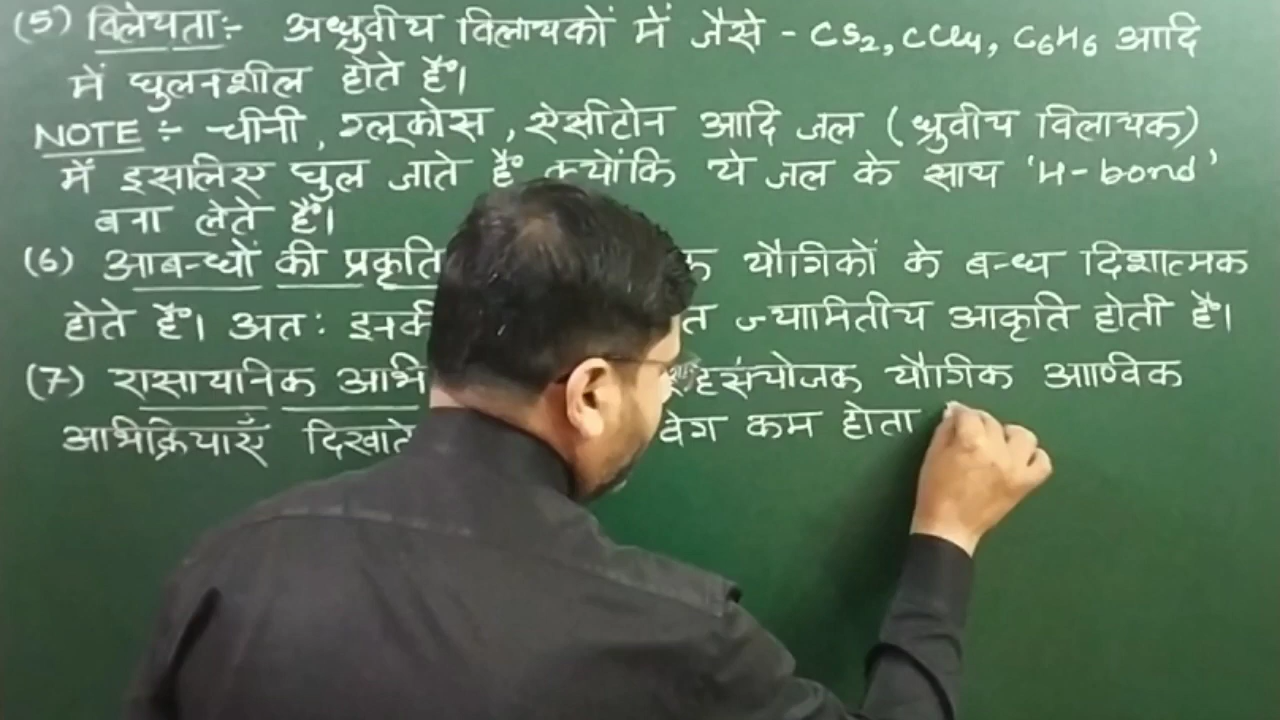 (5) विलेयता:- अध्रुवीय विलायकों में जैसे - CS₂, CCl₄, C₆H₆ आदि
में घुलनशील होते हैं।
NOTE :- चीनी, ग्लूकोस, ऐसीटोन आदि जल (ध्रुवीय विलायक)
में इसलिए घुल जाते हैं क्योंकि ये जल के साथ 'H-bond'
बना लेते हैं।
(6) आबन्धों की प्रकृति यौगिकों के बन्ध दिशात्मक
होते हैं। अतः ज्यामितीय आकृति होती है।
(7) रासायनिक सहसंयोजक यौगिक आण्विक
अभिक्रियाएँ दिखाते वेग कम होता